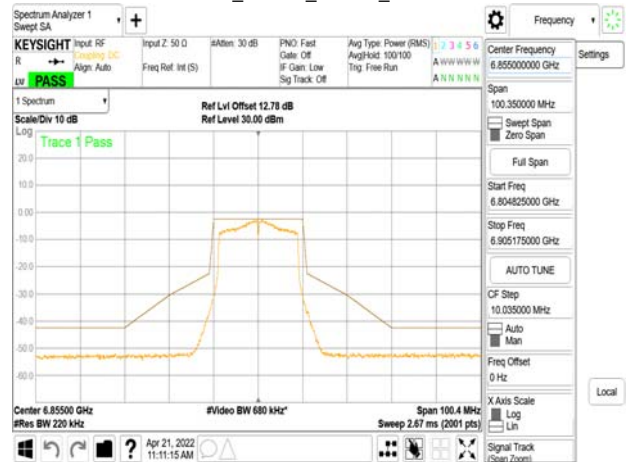 Spectrum Analyzer 1
Swept SA
+
Frequency
KEYSIGHT Input: RF
Coupling: DC
Align: Auto
Input Z: 50 Ω
Freq Ref: Int (S)
#Atten: 30 dB
PNO: Fast
Gate: Off
IF Gain: Low
Sig Track: Off
Avg Type: Power (RMS)
Avg|Hold: 100/100
Trig: Free Run
1 2 3 4 5 6
A W W W W W
A N N N N N
R
LW PASS
1 Spectrum
Scale/Div 10 dB
Ref Lvl Offset 12.78 dB
Ref Level 30.00 dBm
Log
Trace 1 Pass
20.0
10.0
0.00
-10.0
-20.0
-30.0
-40.0
-50.0
-60.0
Center 6.85500 GHz
#Res BW 220 kHz
#Video BW 680 kHz*
Span 100.4 MHz
Sweep 2.67 ms (2001 pts)
Apr 21, 2022
11:11:15 AM
Center Frequency
6.855000000 GHz
Settings
Span
100.350000 MHz
Swept Span
Zero Span
Full Span
Start Freq
6.804825000 GHz
Stop Freq
6.905175000 GHz
AUTO TUNE
CF Step
10.035000 MHz
Auto
Man
Freq Offset
0 Hz
X Axis Scale
Log
Lin
Local
Signal Track
(Span Zoom)